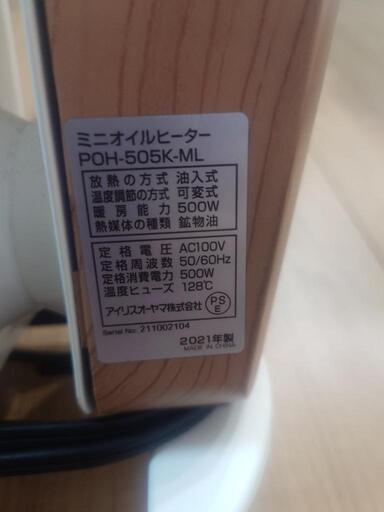 ミニオイルヒーター
POH-505K-ML
放熱の方式 油入式
温度調節の方式 可変式
暖房能力 500W
熱媒体の種類 鉱物油
定格電圧 AC100V
定格周波数 50/60Hz
定格消費電力 500W
温度ヒューズ 128℃
アイリスオーヤマ株式会社
PS
E
Serial No: 211002104
2021年製
MADE IN CHINA